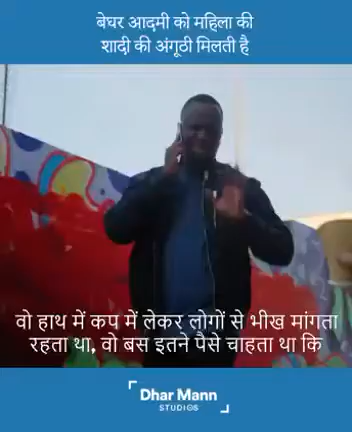 बेघर आदमी को महिला की
शादी की अंगूठी मिलती है
वो हाथ में कप में लेकर लोगों से भीख मांगता
रहता था, वो बस इतने पैसे चाहता था कि
Dhar Mann
STUDIOS